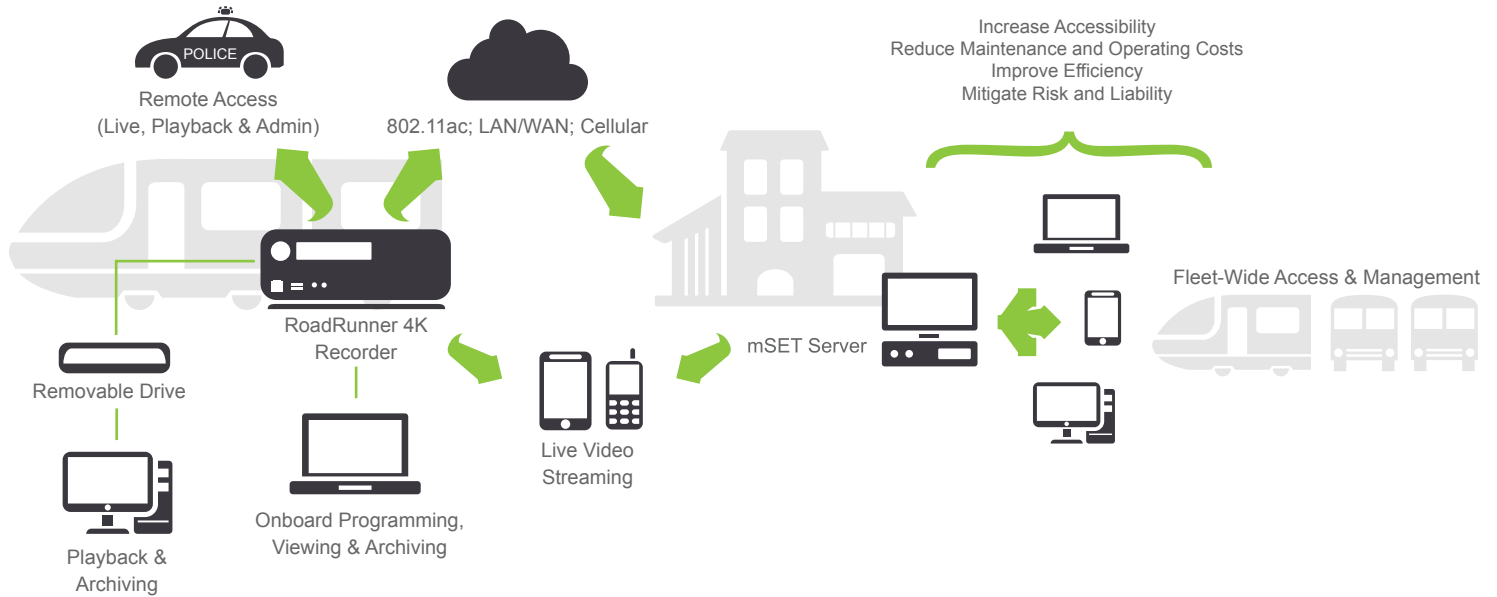 POLICE
Remote Access
(Live, Playback & Admin)
802.11ac; LAN/WAN; Cellular
Increase Accessibility
Reduce Maintenance and Operating Costs
Improve Efficiency
Mitigate Risk and Liability
Fleet-Wide Access & Management
RoadRunner 4K
Recorder
mSET Server
Removable Drive
Live Video
Streaming
Onboard Programming,
Viewing & Archiving
Playback &
Archiving